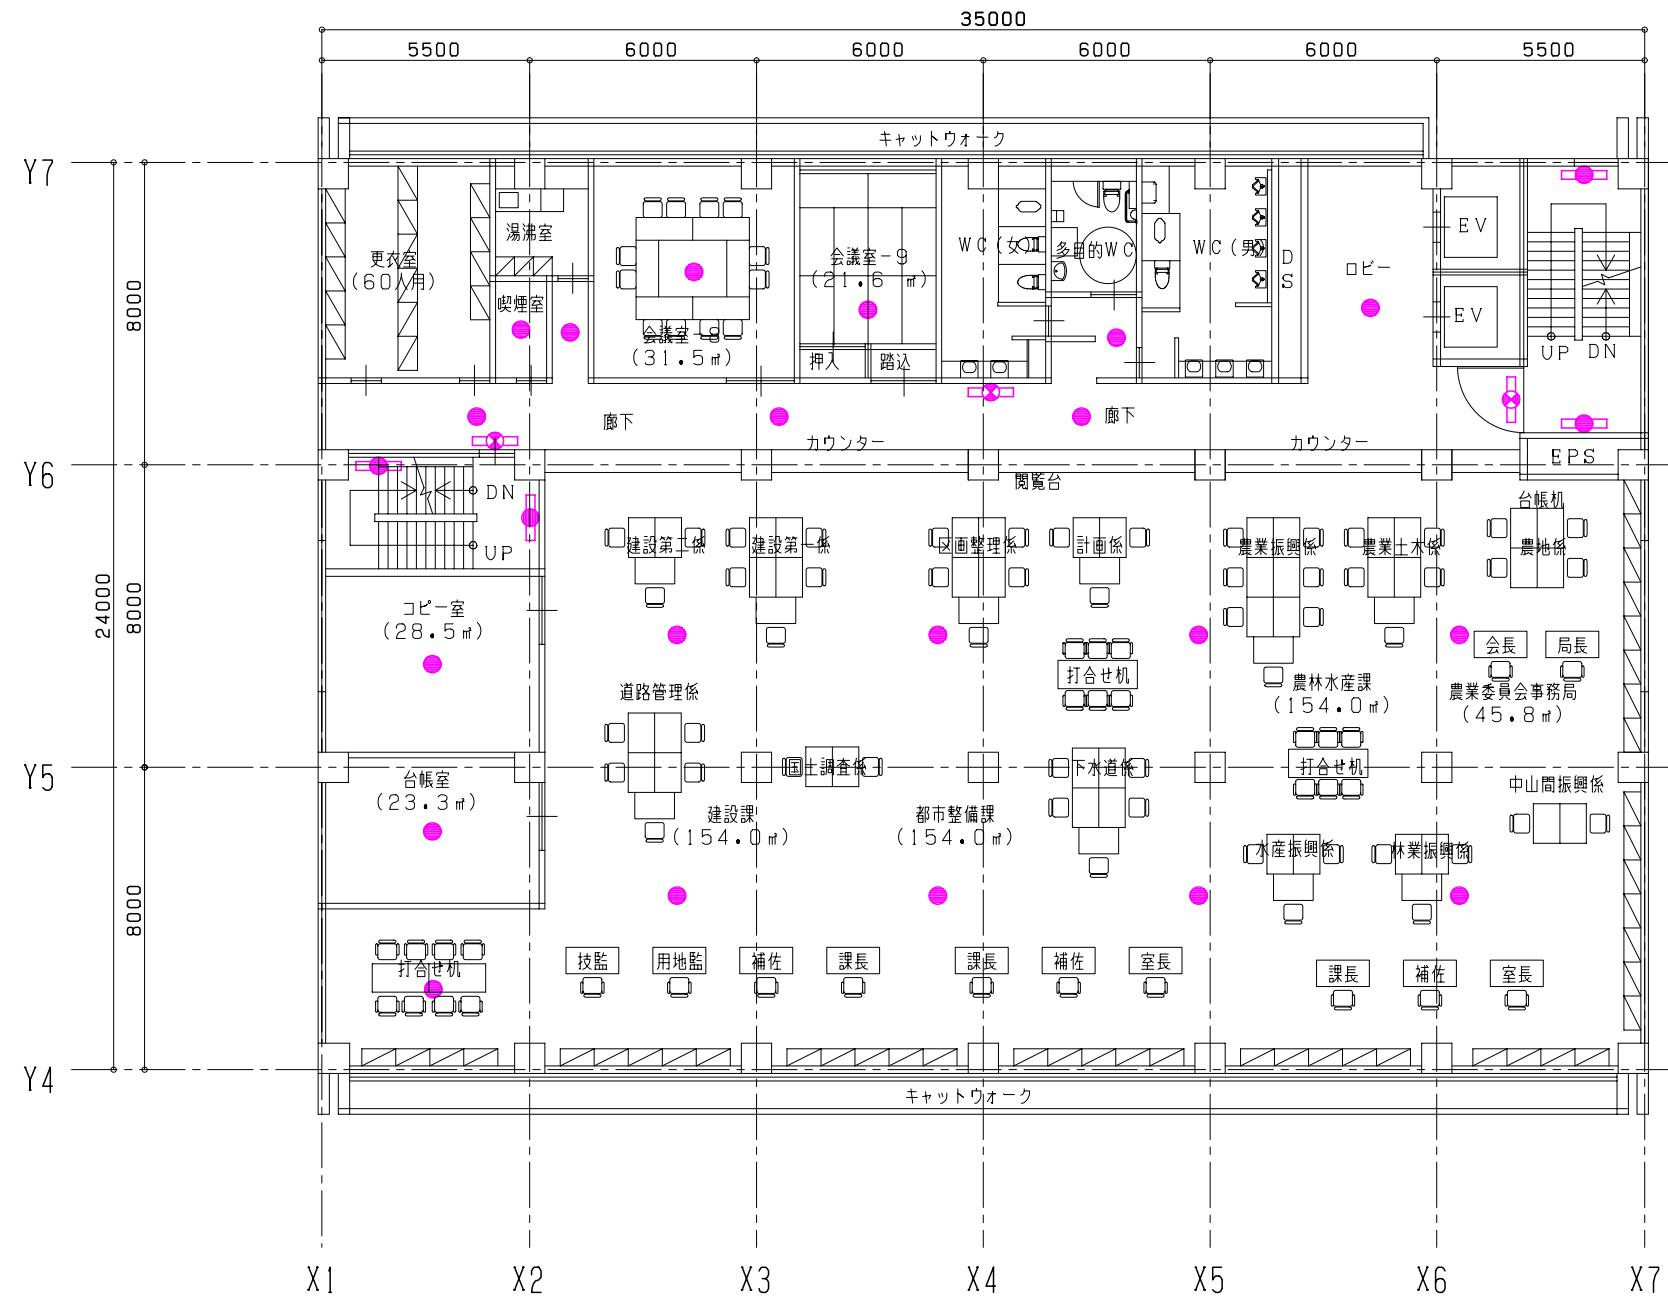 35000
5500
6000
6000
6000
6000
5500
キャットウォーク
Y7
湯沸室
更衣室
(60人用)
喫煙室
会議室-8
(31.5㎡)
会議室-9
(21.6 ㎡)
押入
踏込
WC(女)
多目的WC
WC(男)
DS
ロビー
EV
EV
UP
DN
8000
廊下
廊下
カウンター
カウンター
Y6
EPS
閲覧台
DN
UP
台帳机
建設第二係
建設第一係
区画整理係
計画係
農業振興係
農業土木係
農地係
24000
8000
コピー室
(28.5㎡)
会長
局長
打合せ机
道路管理係
農林水産課
(154.0㎡)
農業委員会事務局
(45.8㎡)
Y5
台帳室
(23.3㎡)
国土調査係
下水道係
打合せ机
中山間振興係
建設課
(154.0㎡)
都市整備課
(154.0㎡)
水産振興係
林業振興係
8000
打合せ机
技監
用地監
補佐
課長
課長
補佐
室長
課長
補佐
室長
Y4
キャットウォーク
X1
X2
X3
X4
X5
X6
X7